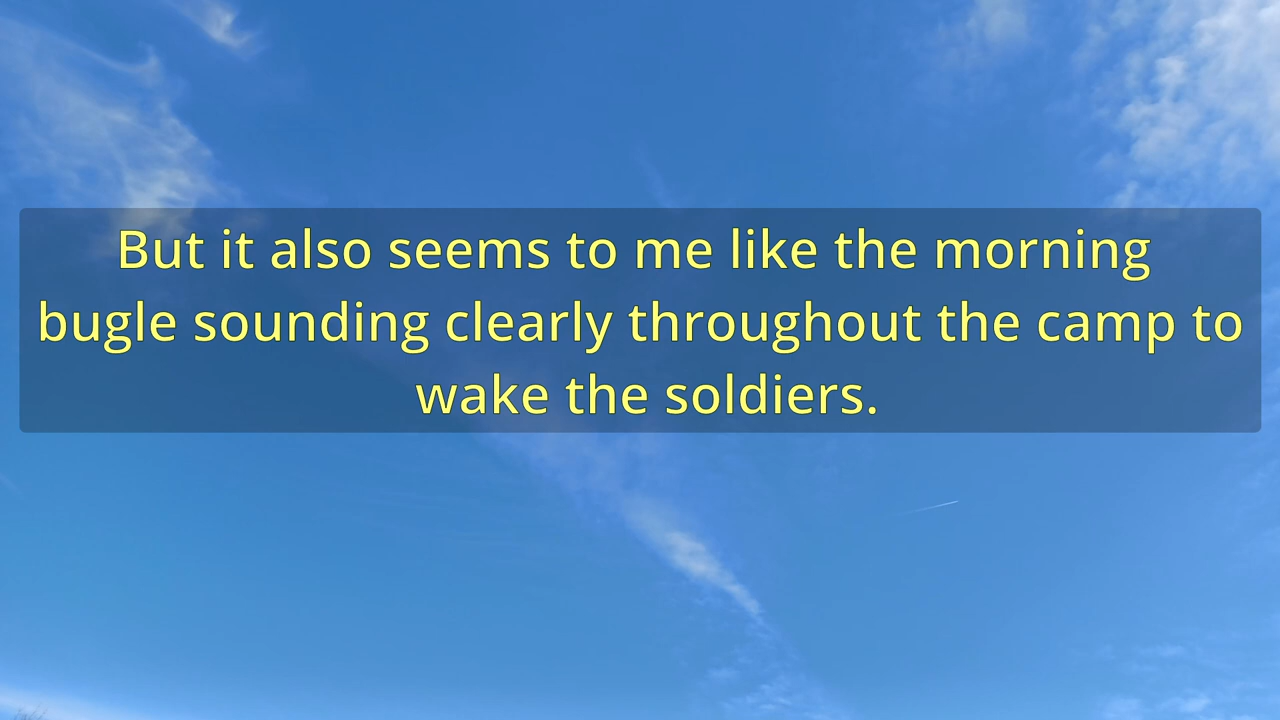 But it also seems to me like the morning
bugle sounding clearly throughout the camp to
wake the soldiers.